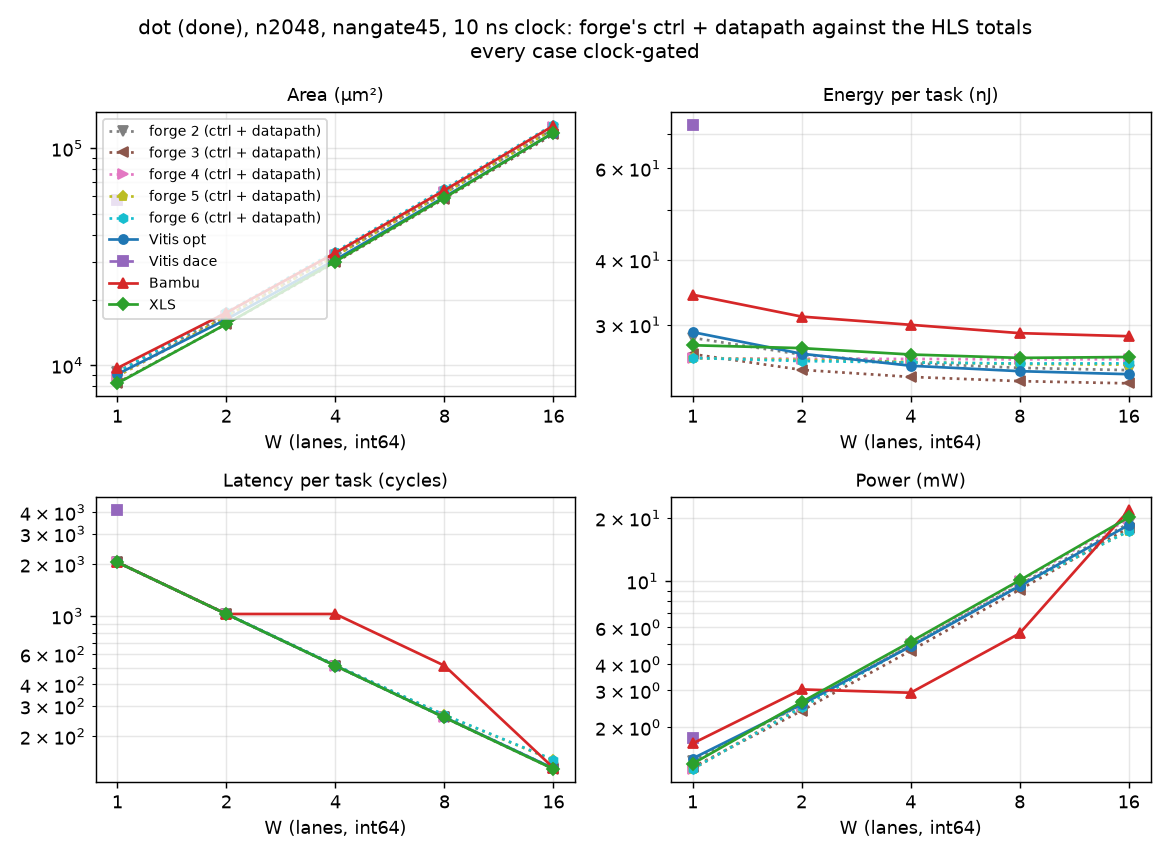 dot (done), n2048, nangate45, 10 ns clock: forge's ctrl + datapath against the HLS totals
every case clock-gated
Area (μm²)
10⁵
10⁴
forge 2 (ctrl + datapath)
forge 3 (ctrl + datapath)
forge 4 (ctrl + datapath)
forge 5 (ctrl + datapath)
forge 6 (ctrl + datapath)
Vitis opt
Vitis dace
Bambu
XLS
1 2 4 8 16
W (lanes, int64)
Energy per task (nJ)
6 × 10¹
4 × 10¹
3 × 10¹
1 2 4 8 16
W (lanes, int64)
Latency per task (cycles)
4 × 10³
3 × 10³
2 × 10³
10³
6 × 10²
4 × 10²
3 × 10²
2 × 10²
1 2 4 8 16
W (lanes, int64)
Power (mW)
2 × 10¹
10¹
6 × 10⁰
4 × 10⁰
3 × 10⁰
2 × 10⁰
1 2 4 8 16
W (lanes, int64)